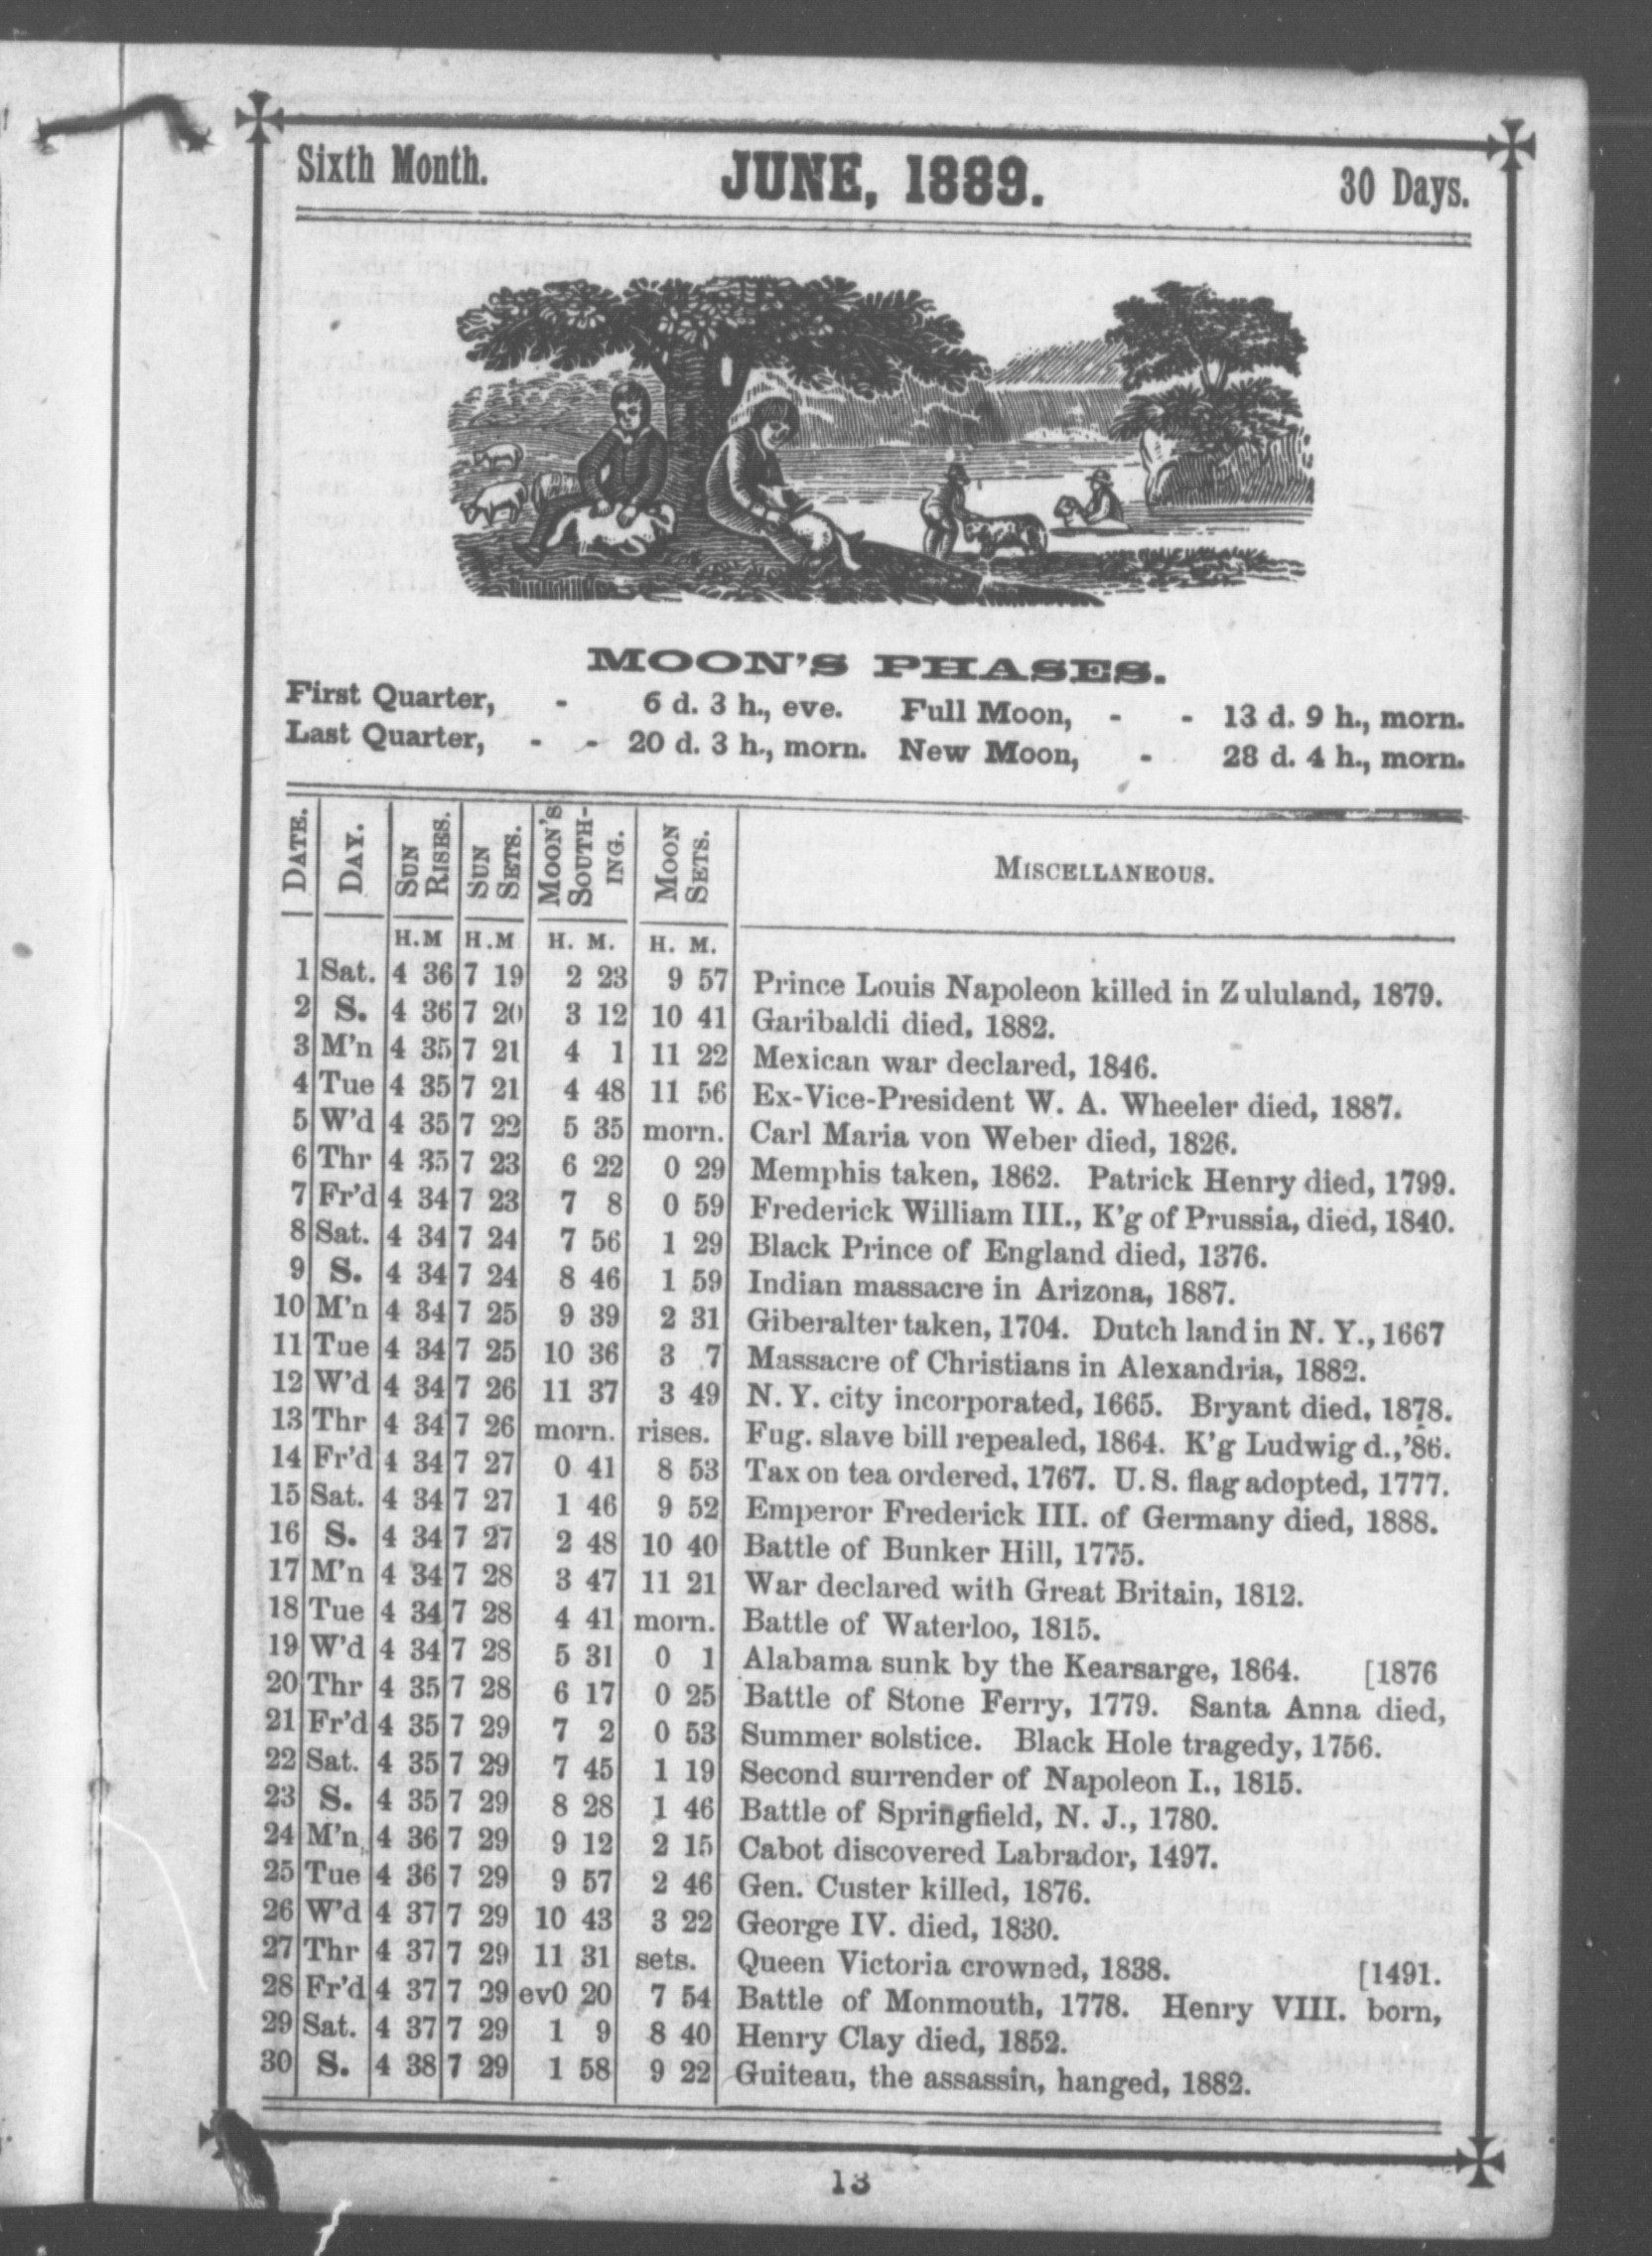 Sixth Month. JUNE, 1889. 30 Days.
MOON'S PHASES.
First Quarter, - 6 d. 3 h., eve. Full Moon, - - 13 d. 9 h., morn.
Last Quarter, - - 20 d. 3 h., morn. New Moon, - 28 d. 4 h., morn.
DATE. DAY. SUN RISES. SUN SETS. MOON'S SOUTH-ING. MOON SETS. MISCELLANEOUS.
H.M H.M H. M. H. M.
1 Sat. 4 36 7 19 2 23 9 57 Prince Louis Napoleon killed in Zululand, 1879.
2 S. 4 36 7 20 3 12 10 41 Garibaldi died, 1882.
3 M'n 4 35 7 21 4 1 11 22 Mexican war declared, 1846.
4 Tue 4 35 7 21 4 48 11 56 Ex-Vice-President W. A. Wheeler died, 1887.
5 W'd 4 35 7 22 5 35 morn. Carl Maria von Weber died, 1826.
6 Thr 4 35 7 23 6 22 0 29 Memphis taken, 1862. Patrick Henry died, 1799.
7 Fr'd 4 34 7 23 7 8 0 59 Frederick William III., K'g of Prussia, died, 1840.
8 Sat. 4 34 7 24 7 56 1 29 Black Prince of England died, 1376.
9 S. 4 34 7 24 8 46 1 59 Indian massacre in Arizona, 1887.
10 M'n 4 34 7 25 9 39 2 31 Giberalter taken, 1704. Dutch land in N. Y., 1667
11 Tue 4 34 7 25 10 36 3 7 Massacre of Christians in Alexandria, 1882.
12 W'd 4 34 7 26 11 37 3 49 N. Y. city incorporated, 1665. Bryant died, 1878.
13 Thr 4 34 7 26 morn. rises. Fug. slave bill repealed, 1864. K'g Ludwig d.,'86.
14 Fr'd 4 34 7 27 0 41 8 53 Tax on tea ordered, 1767. U. S. flag adopted, 1777.
15 Sat. 4 34 7 27 1 46 9 52 Emperor Frederick III. of Germany died, 1888.
16 S. 4 34 7 27 2 48 10 40 Battle of Bunker Hill, 1775.
17 M'n 4 34 7 28 3 47 11 21 War declared with Great Britain, 1812.
18 Tue 4 34 7 28 4 41 morn. Battle of Waterloo, 1815.
19 W'd 4 34 7 28 5 31 0 1 Alabama sunk by the Kearsarge, 1864. [1876
20 Thr 4 35 7 28 6 17 0 25 Battle of Stone Ferry, 1779. Santa Anna died,
21 Fr'd 4 35 7 29 7 2 0 53 Summer solstice. Black Hole tragedy, 1756.
22 Sat. 4 35 7 29 7 45 1 19 Second surrender of Napoleon I., 1815.
23 S. 4 35 7 29 8 28 1 46 Battle of Springfield, N. J., 1780.
24 M'n 4 36 7 29 9 12 2 15 Cabot discovered Labrador, 1497.
25 Tue 4 36 7 29 9 57 2 46 Gen. Custer killed, 1876.
26 W'd 4 37 7 29 10 43 3 22 George IV. died, 1830.
27 Thr 4 37 7 29 11 31 sets. Queen Victoria crowned, 1838. [1491.
28 Fr'd 4 37 7 29 ev0 20 7 54 Battle of Monmouth, 1778. Henry VIII. born,
29 Sat. 4 37 7 29 1 9 8 40 Henry Clay died, 1852.
30 S. 4 38 7 29 1 58 9 22 Guiteau, the assassin, hanged, 1882.
13